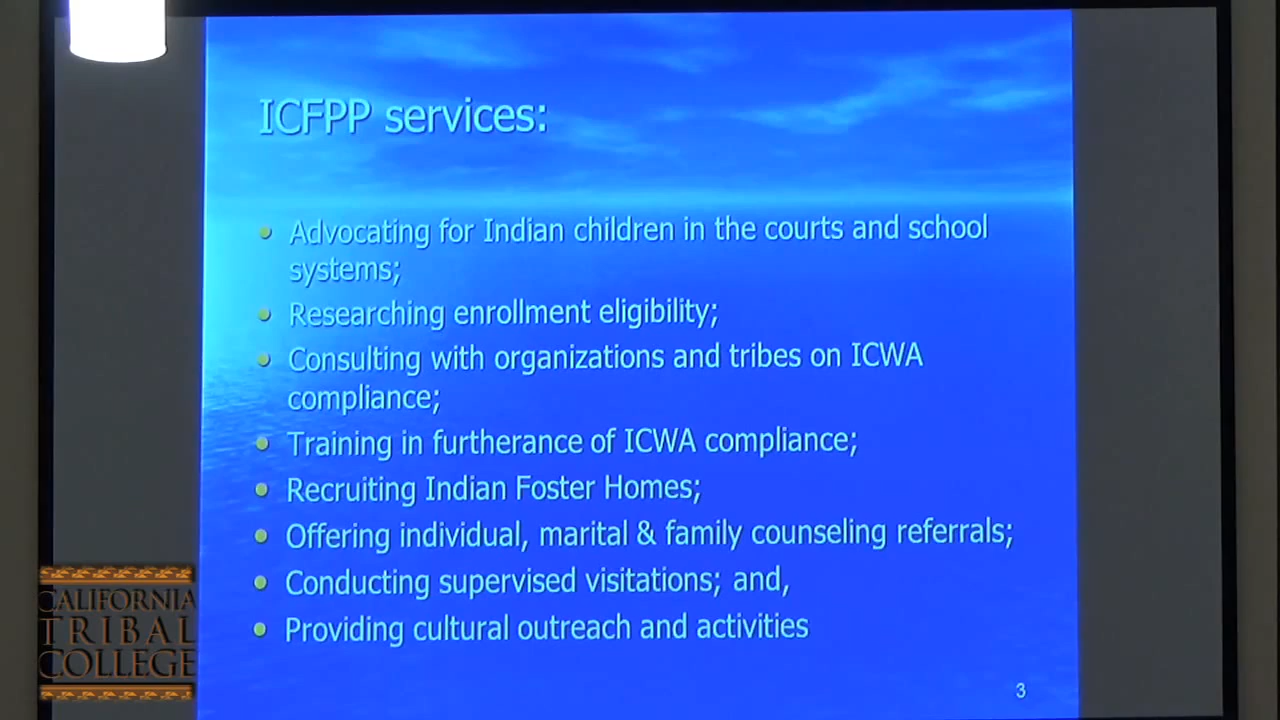 ICFPP services:
• Advocating for Indian children in the courts and school
systems;
• Researching enrollment eligibility;
• Consulting with organizations and tribes on ICWA
compliance;
• Training in furtherance of ICWA compliance;
• Recruiting Indian Foster Homes;
• Offering individual, marital & family counseling referrals;
• Conducting supervised visitations; and,
• Providing cultural outreach and activities
3
CALIFORNIA
TRIBAL
COLLEGE